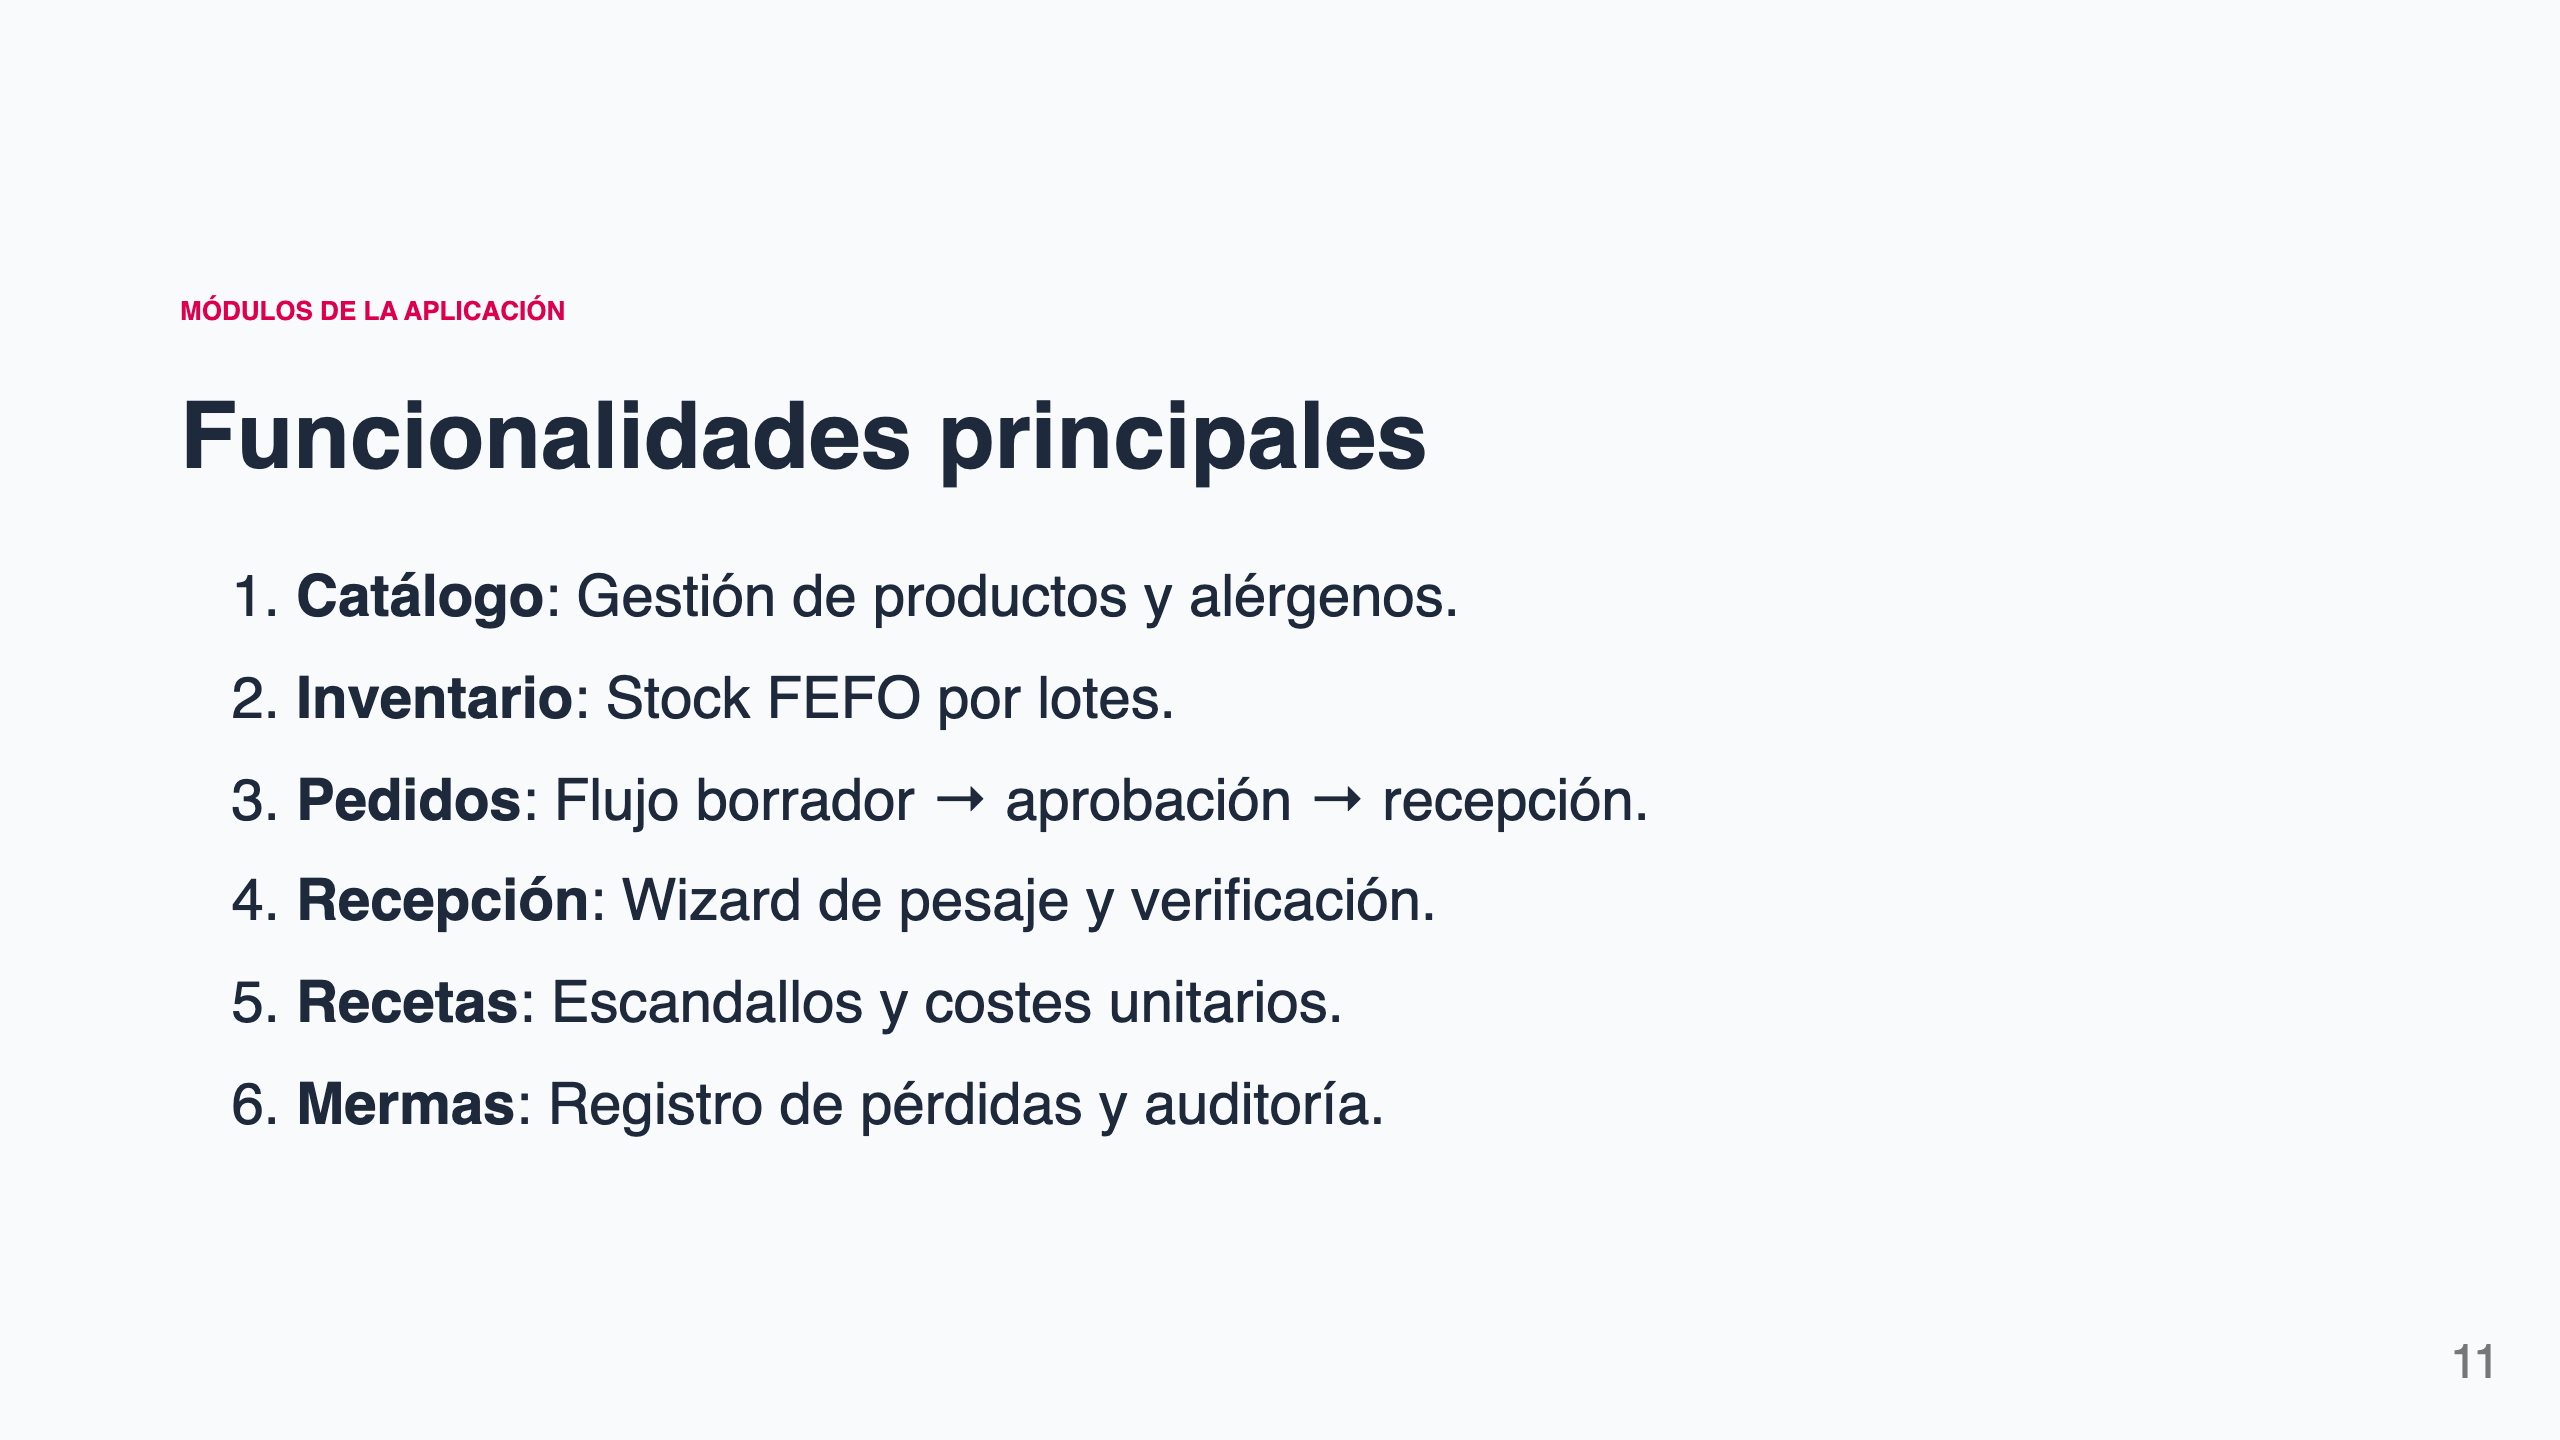 MÓDULOS DE LA APLICACIÓN
Funcionalidades principales
1. Catálogo: Gestión de productos y alérgenos.
2. Inventario: Stock FEFO por lotes.
3. Pedidos: Flujo borrador → aprobación → recepción.
4. Recepción: Wizard de pesaje y verificación.
5. Recetas: Escandallos y costes unitarios.
6. Mermas: Registro de pérdidas y auditoría.
11